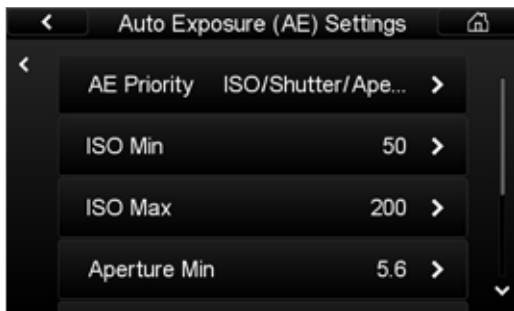 Auto Exposure (AE) Settings
AE Priority ISO/Shutter/Ape...
ISO Min 50
ISO Max 200
Aperture Min 5.6